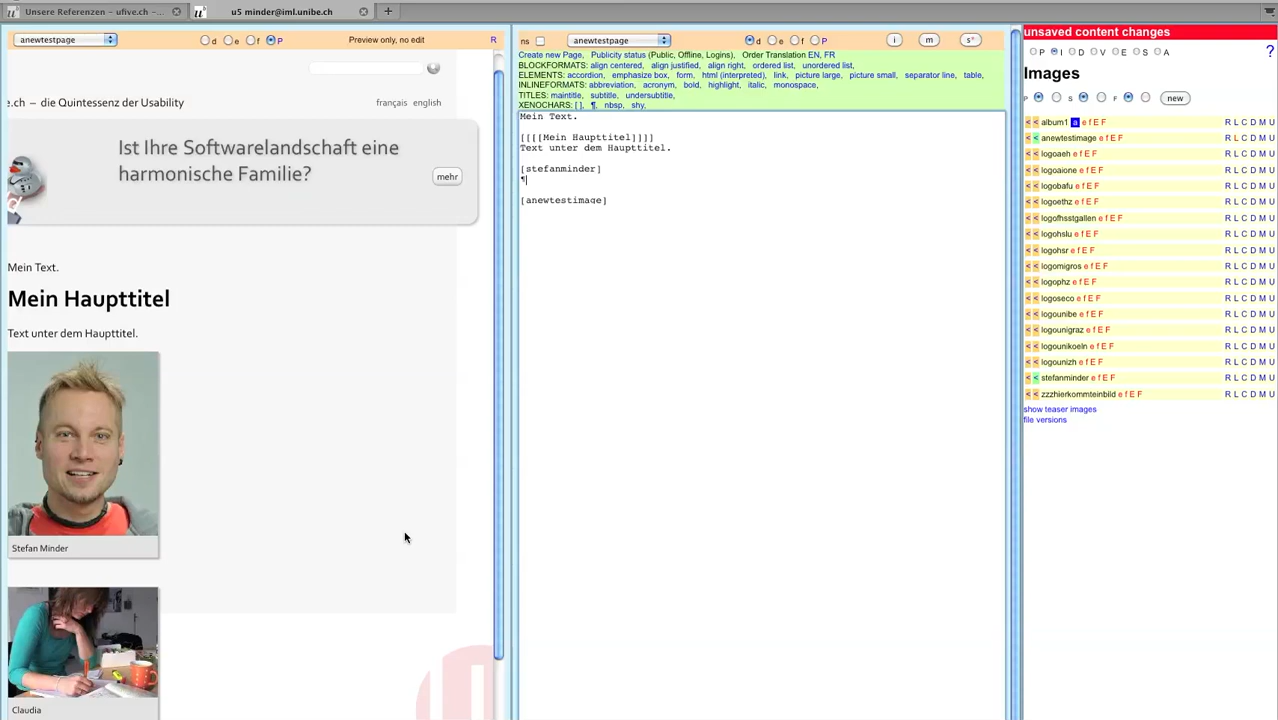 Unsere Referenzen – ufive.ch –...
u5 minder@iml.unibe.ch
anewtestpage
d e f P
Preview only, no edit
R
e.ch — die Quintessenz der Usability
français english
Ist Ihre Softwarelandschaft eine
harmonische Familie?
mehr
Mein Text.
Mein Haupttitel
Text unter dem Haupttitel.
Stefan Minder
Claudia
ns anewtestpage
d e f P
i m s°
Create new Page, Publicity status (Public, Offline, Logins), Order Translation EN, FR
BLOCKFORMATS: align centered, align justified, align right, ordered list, unordered list,
ELEMENTS: accordion, emphasize box, form, html (interpreted), link, picture large, picture small, separator line, table,
INLINEFORMATS: abbreviation, acronym, bold, highlight, italic, monospace,
TITLES: maintitle, subtitle, undersubtitle,
XENOCHARS: [ ], ¶, nbsp, shy,
Mein Text.
[[[[Mein Haupttitel]]]]
Text unter dem Haupttitel.
[stefanminder]
¶
[anewtestimage]
unsaved content changes
P I D V E S A
Images
?
P S F new
< < album1 a e f E F R L C D M U
< < anewtestimage e f E F R L C D M U
< < logoaeh e f E F R L C D M U
< < logoaione e f E F R L C D M U
< < logobafu e f E F R L C D M U
< < logoethz e f E F R L C D M U
< < logofhsstgallen e f E F R L C D M U
< < logohslu e f E F R L C D M U
< < logohsr e f E F R L C D M U
< < logomigros e f E F R L C D M U
< < logophz e f E F R L C D M U
< < logoseco e f E F R L C D M U
< < logounibe e f E F R L C D M U
< < logounigraz e f E F R L C D M U
< < logounikoeln e f E F R L C D M U
< < logounizh e f E F R L C D M U
< < stefanminder e f E F R L C D M U
< < zzzhierkommteinbild e f E F R L C D M U
show teaser images
file versions